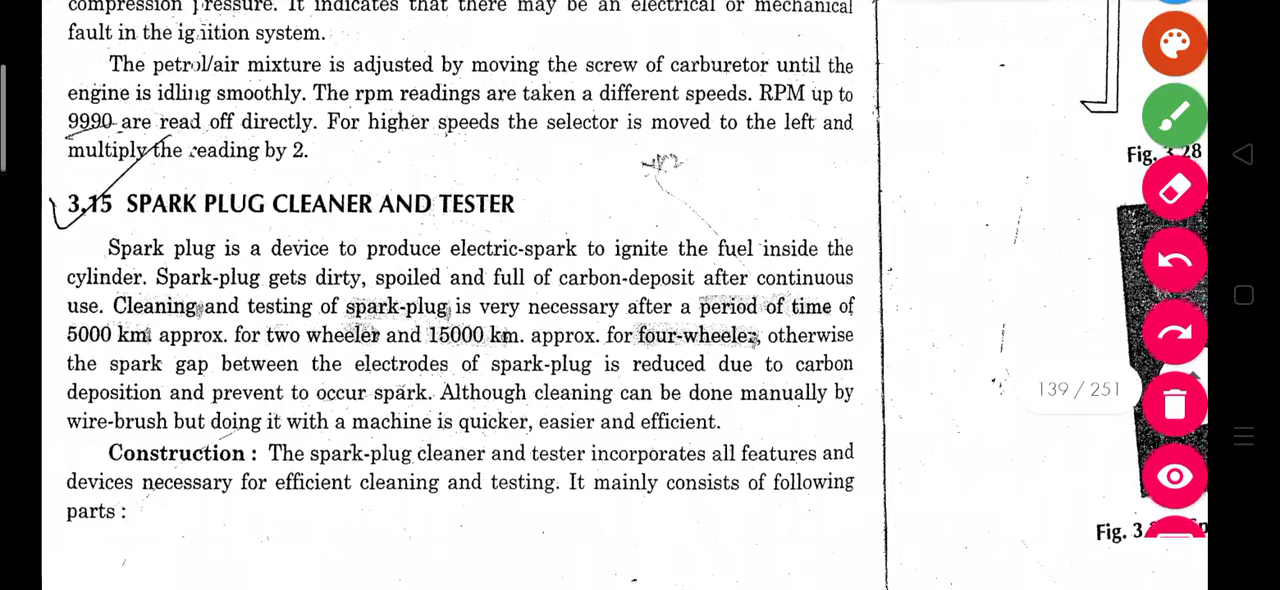 compression pressure. It indicates that there may be an electrical or mechanical
fault in the ignition system.
The petrol/air mixture is adjusted by moving the screw of carburetor until the
engine is idling smoothly. The rpm readings are taken a different speeds. RPM up to
9990 are read off directly. For higher speeds the selector is moved to the left and
multiply the reading by 2.
3.15 SPARK PLUG CLEANER AND TESTER
Spark plug is a device to produce electric-spark to ignite the fuel inside the
cylinder. Spark-plug gets dirty, spoiled and full of carbon-deposit after continuous
use. Cleaning and testing of spark-plug is very necessary after a period of time of
5000 km approx. for two wheeler and 15000 km. approx. for four-wheeler, otherwise
the spark gap between the electrodes of spark-plug is reduced due to carbon
deposition and prevent to occur spark. Although cleaning can be done manually by
wire-brush but doing it with a machine is quicker, easier and efficient.
Construction : The spark-plug cleaner and tester incorporates all features and
devices necessary for efficient cleaning and testing. It mainly consists of following
parts :
Fig. 3.28
139 / 251
Fig. 3.